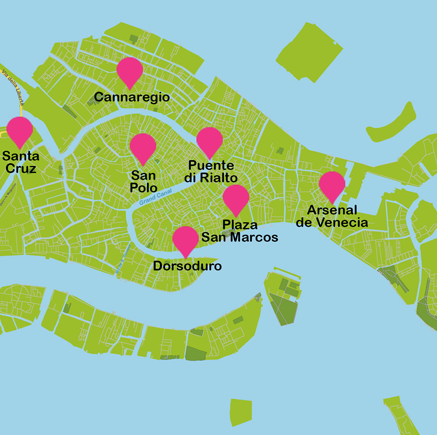 Cannaregio
Santa
Cruz
San
Polo
Puente
di Rialto
Grand Canal
Plaza
San Marcos
Arsenal
de Venecia
Dorsoduro